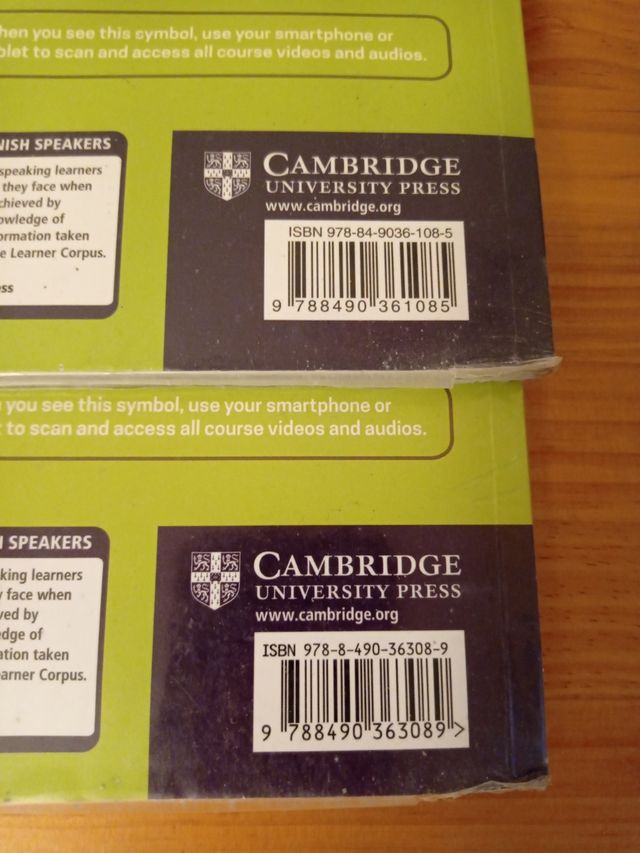 hen you see this symbol, use your smartphone or
blet to scan and access all course videos and audios.
NISH SPEAKERS
speaking learners
they face when
chieved by
owledge of
ormation taken
e Learner Corpus.
ess
CAMBRIDGE
UNIVERSITY PRESS
www.cambridge.org
ISBN 978-84-9036-108-5
9 788490 361085
you see this symbol, use your smartphone or
t to scan and access all course videos and audios.
SPEAKERS
king learners
y face when
ved by
edge of
ation taken
arner Corpus.
CAMBRIDGE
UNIVERSITY PRESS
www.cambridge.org
ISBN 978-8-490-36308-9
9 788490 363089 >